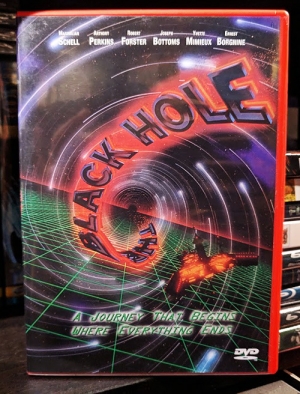 Maximilian Anthony Robert Joseph Yvette Ernest
Schell Perkins Forster Bottoms Mimieux Borgnine
THE
BLACK HOLE
A Journey That Begins
Where Everything Ends
DVD